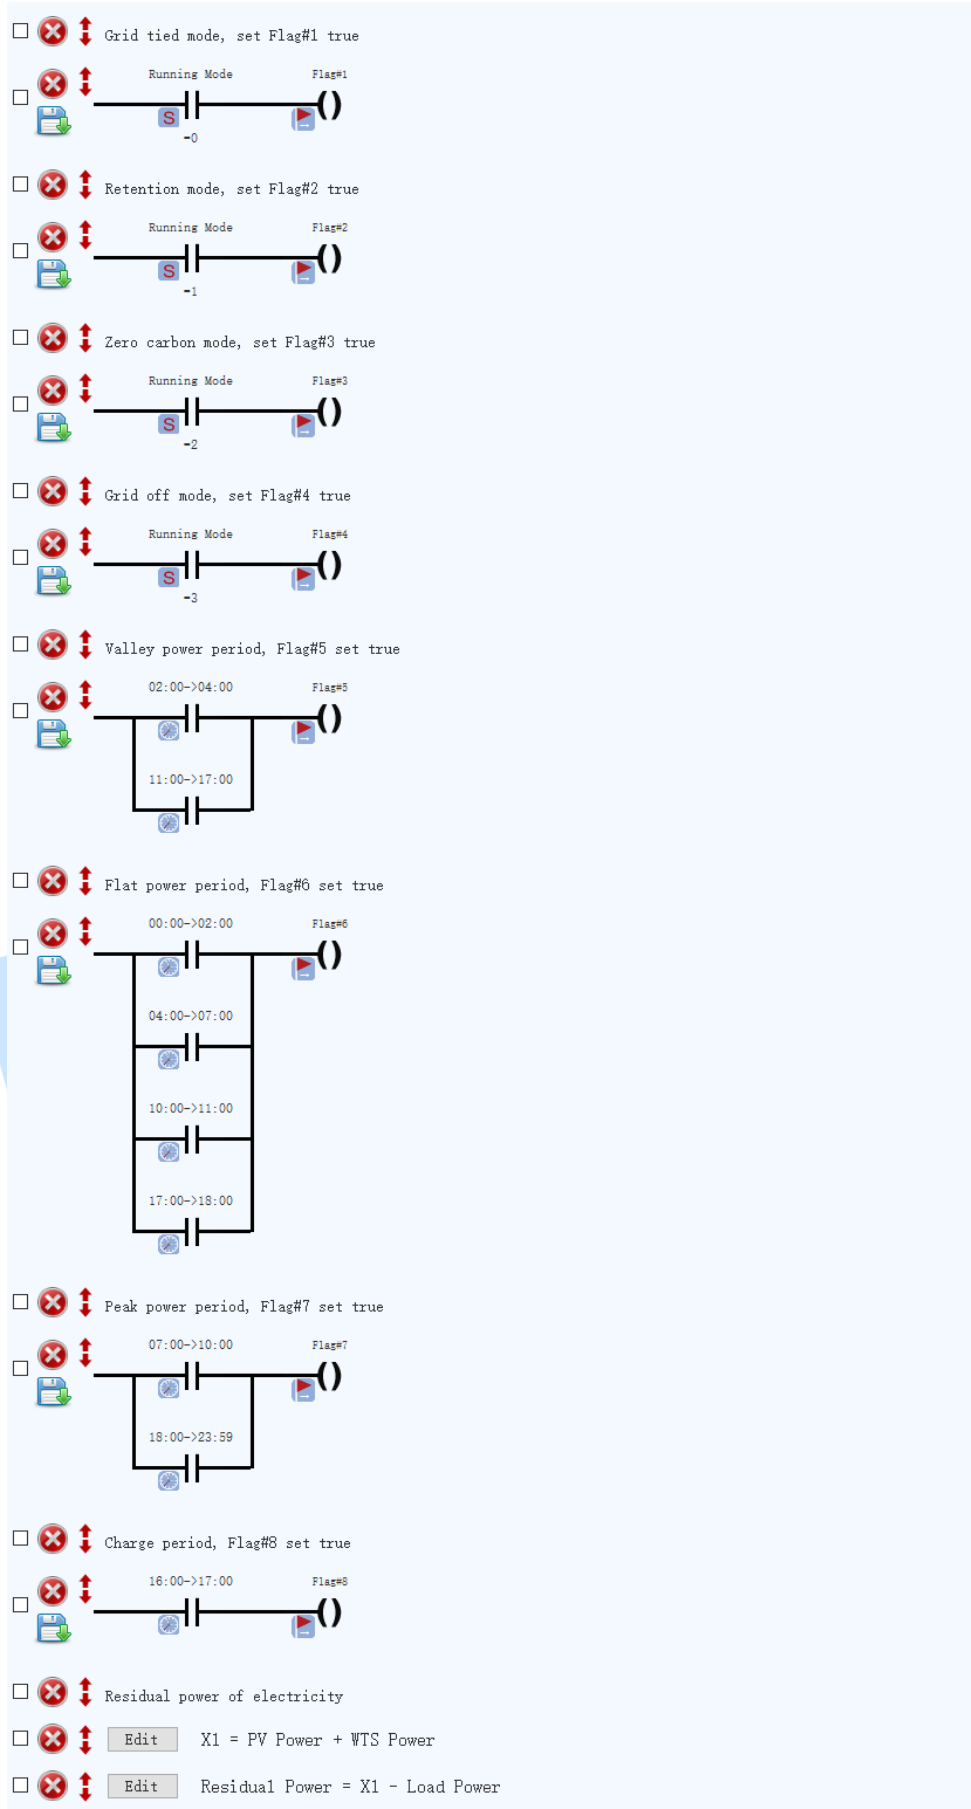 Grid tied mode, set Flag#1 true
Running Mode Flag#1
S
=0
Retention mode, set Flag#2 true
Running Mode Flag#2
S
=1
Zero carbon mode, set Flag#3 true
Running Mode Flag#3
S
=2
Grid off mode, set Flag#4 true
Running Mode Flag#4
S
=3
Valley power period, Flag#5 set true
02:00->04:00 Flag#5
11:00->17:00
Flat power period, Flag#6 set true
00:00->02:00 Flag#6
04:00->07:00
10:00->11:00
17:00->18:00
Peak power period, Flag#7 set true
07:00->10:00 Flag#7
18:00->23:59
Charge period, Flag#8 set true
16:00->17:00 Flag#8
Residual power of electricity
Edit X1 = PV Power + WTS Power
Edit Residual Power = X1 - Load Power